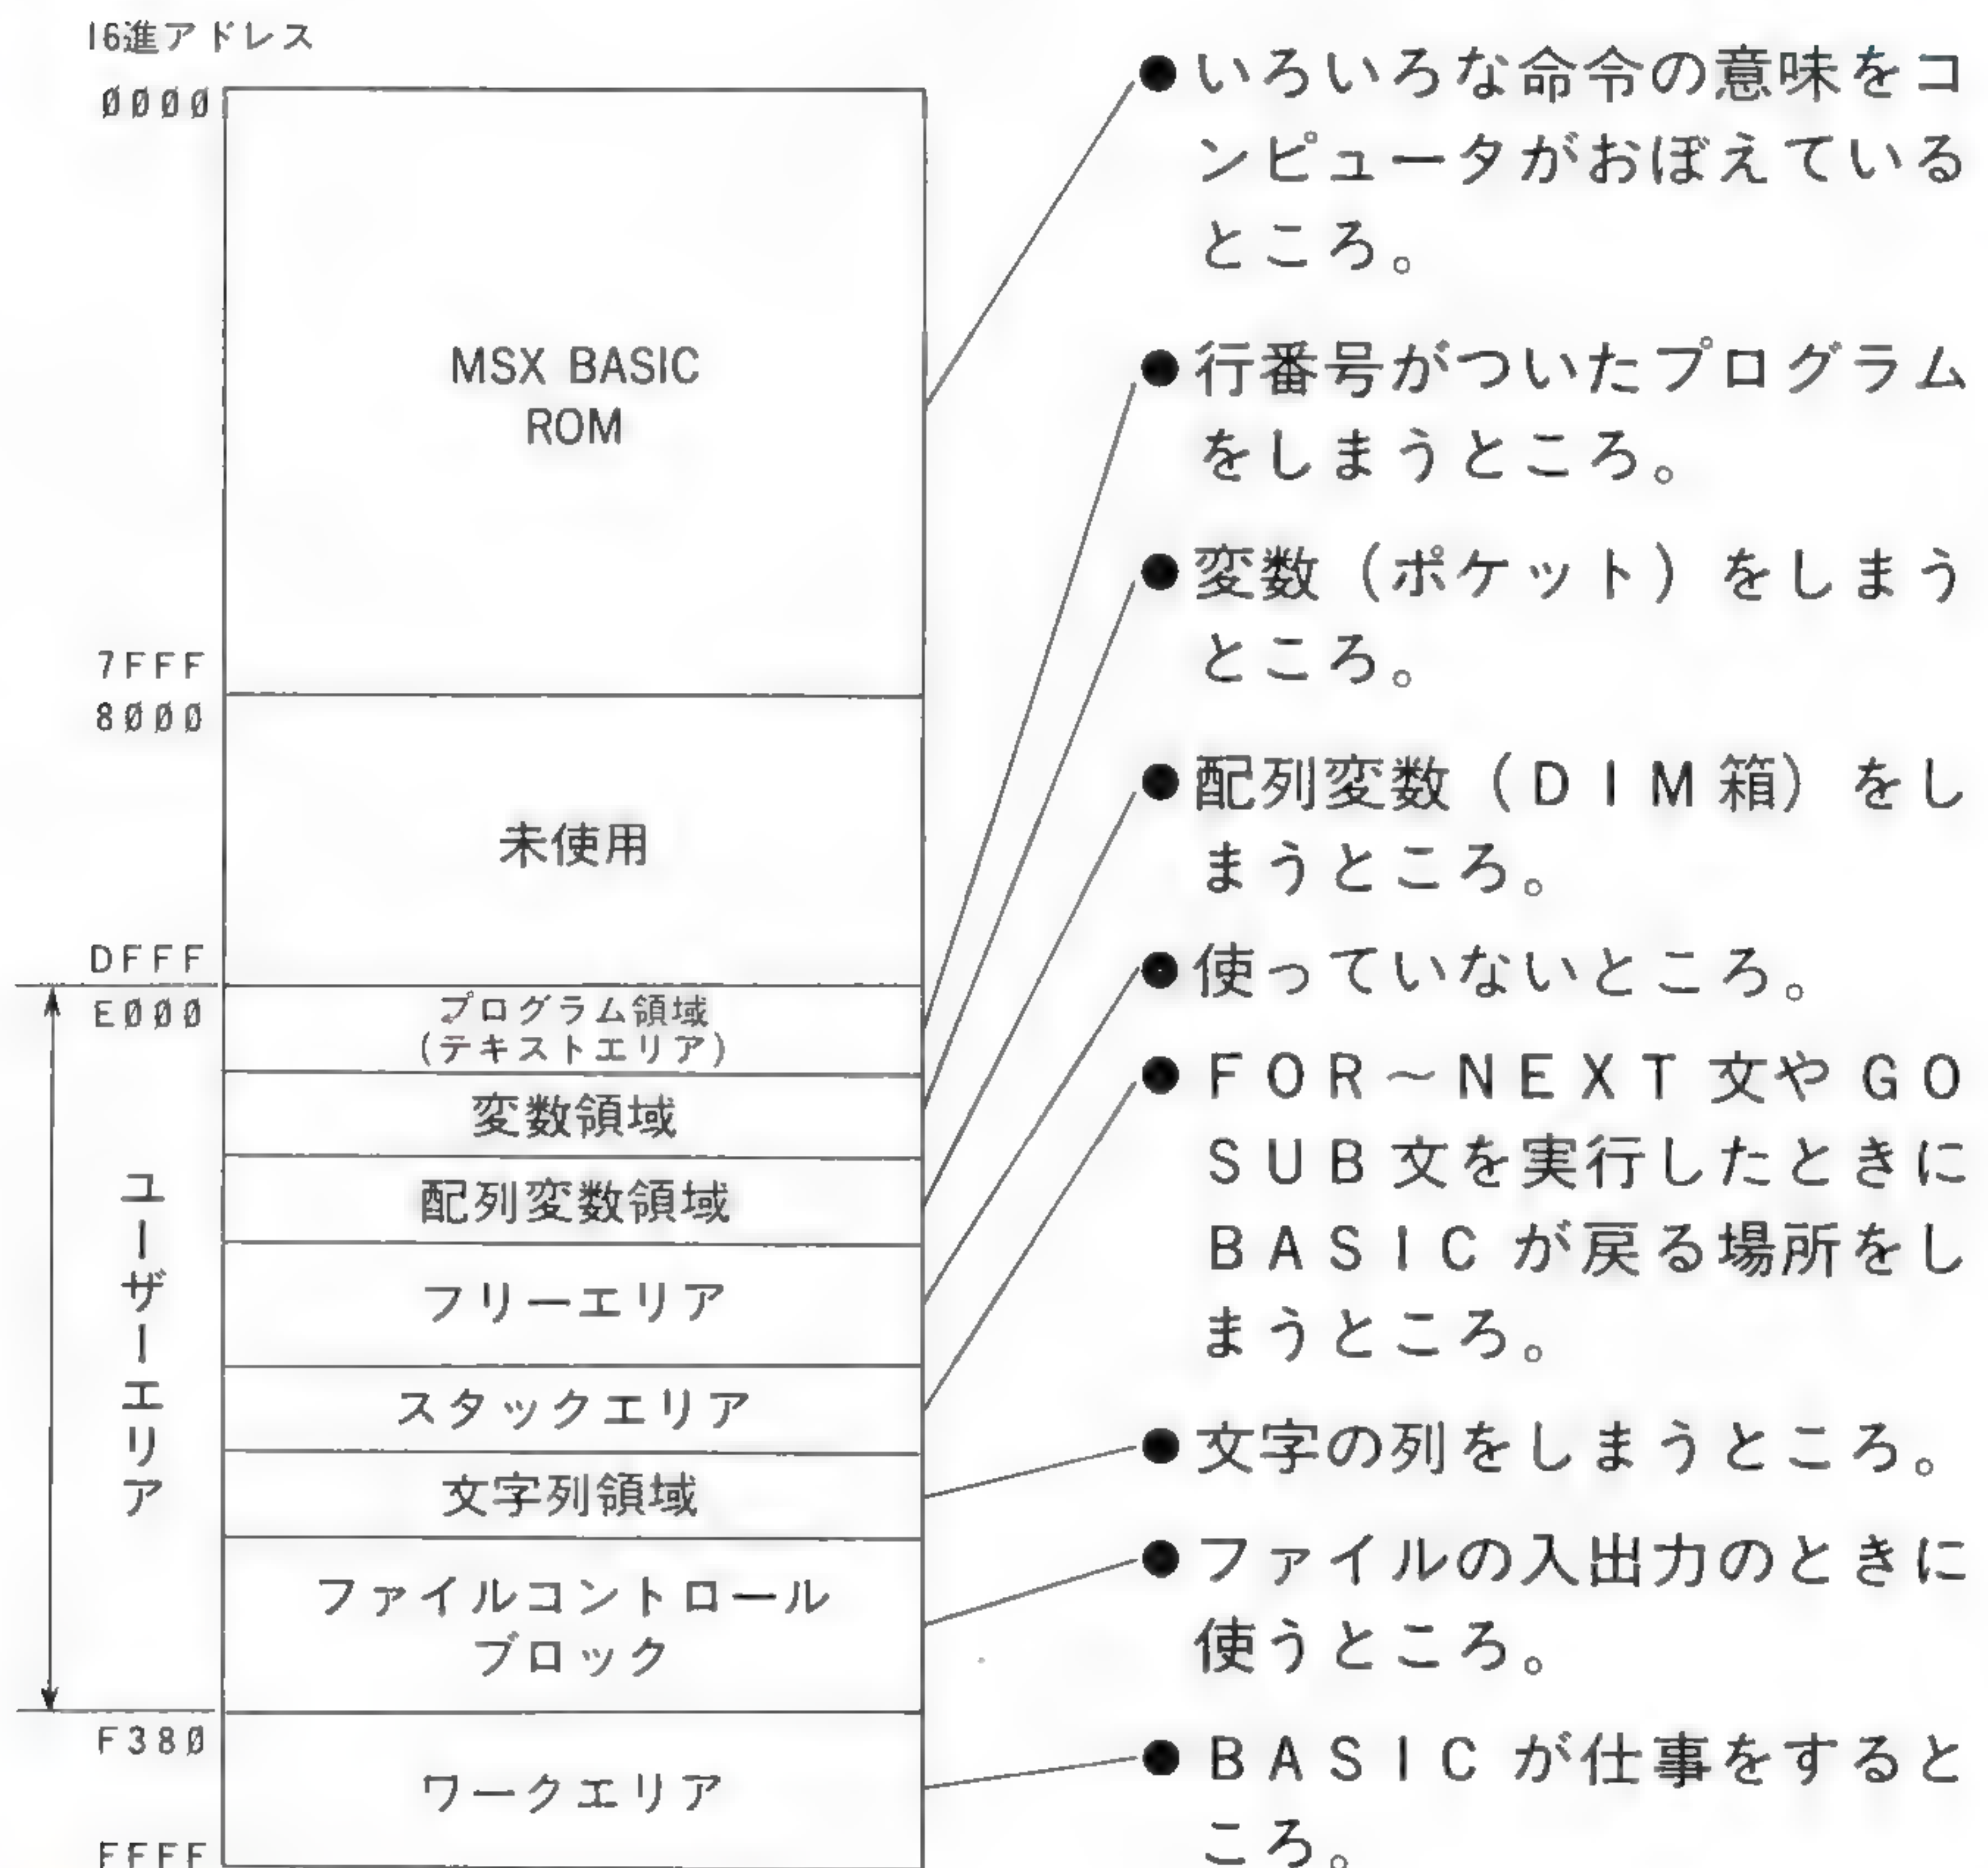 16進アドレス
0000
MSX BASIC
ROM
7FFF
8000
未使用
DFFF
E000
プログラム領域
(テキストエリア)
変数領域
配列変数領域
フリーエリア
スタックエリア
文字列領域
ファイルコントロール
ブロック
ユーザーエリア
F380
ワークエリア
FFFF
●いろいろな命令の意味をコ
ンピュータがおぼえている
ところ。
●行番号がついたプログラム
をしまうところ。
●変数（ポケット）をしまう
ところ。
●配列変数（DIM箱）をし
まうところ。
●使っていないところ。
●FOR～NEXT文やGO
SUB文を実行したときに
BASICが戻る場所をし
まうところ。
●文字の列をしまうところ。
●ファイルの入出力のときに
使うところ。
●BASICが仕事をすると
ころ。